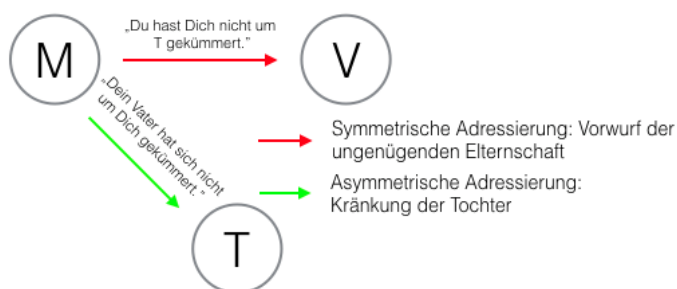 „Du hast Dich nicht um
T gekümmert.”
M
V
„Dein Vater hat sich nicht
um Dich gekümmert.”
Symmetrische Adressierung: Vorwurf der
ungenügenden Elternschaft
Asymmetrische Adressierung:
Kränkung der Tochter
T